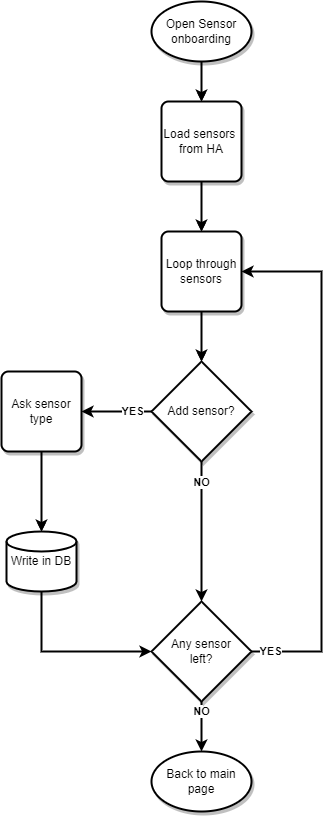 Open Sensor
onboarding
Load sensors
from HA
Loop through
sensors
Add sensor?
YES
Ask sensor
type
NO
Write in DB
Any sensor
left?
YES
NO
Back to main
page